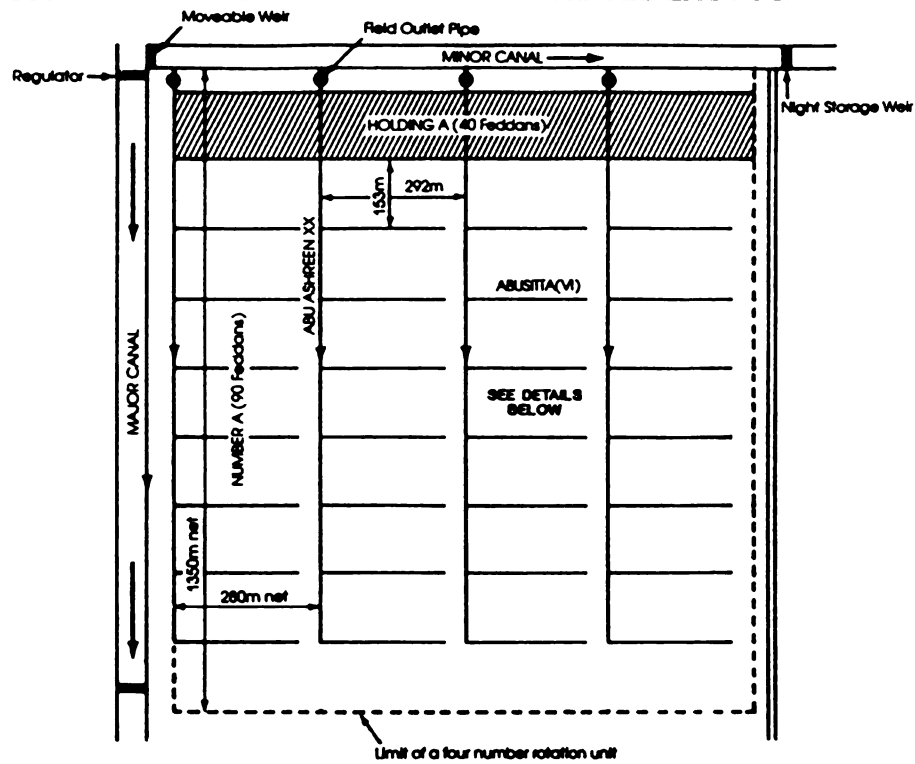 Moveable Weir
Field Outlet Pipe
MINOR CANAL
Regulator
Night Storage Weir
HOLDING A (40 Feddans)
153m
292m
ABU ASHREEN XX
ABUSITTA(VI)
MAJOR CANAL
NUMBER A (90 Feddans)
SEE DETAILS
BELOW
1350m net
280m net
Limit of a four number rotation unit